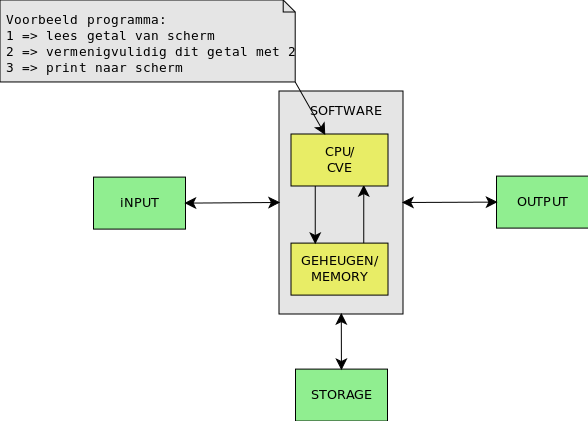 Voorbeeld programma:
1 => lees getal van scherm
2 => vermenigvulidig dit getal met 2
3 => print naar scherm
SOFTWARE
CPU/
CVE
iNPUT
OUTPUT
GEHEUGEN/
MEMORY
STORAGE